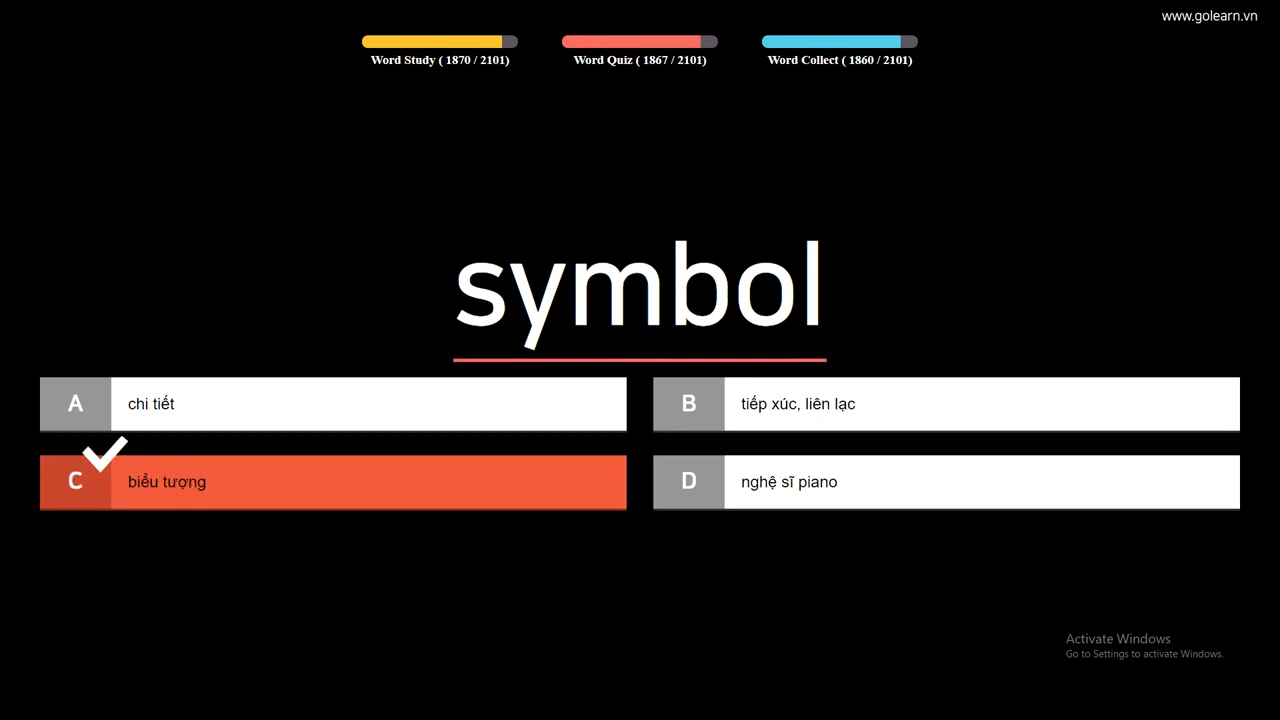 www.golearn.vn
Word Study ( 1870 / 2101)
Word Quiz ( 1867 / 2101)
Word Collect ( 1860 / 2101)
symbol
A chi tiết
B tiếp xúc, liên lạc
C biểu tượng
D nghệ sĩ piano
Activate Windows
Go to Settings to activate Windows.